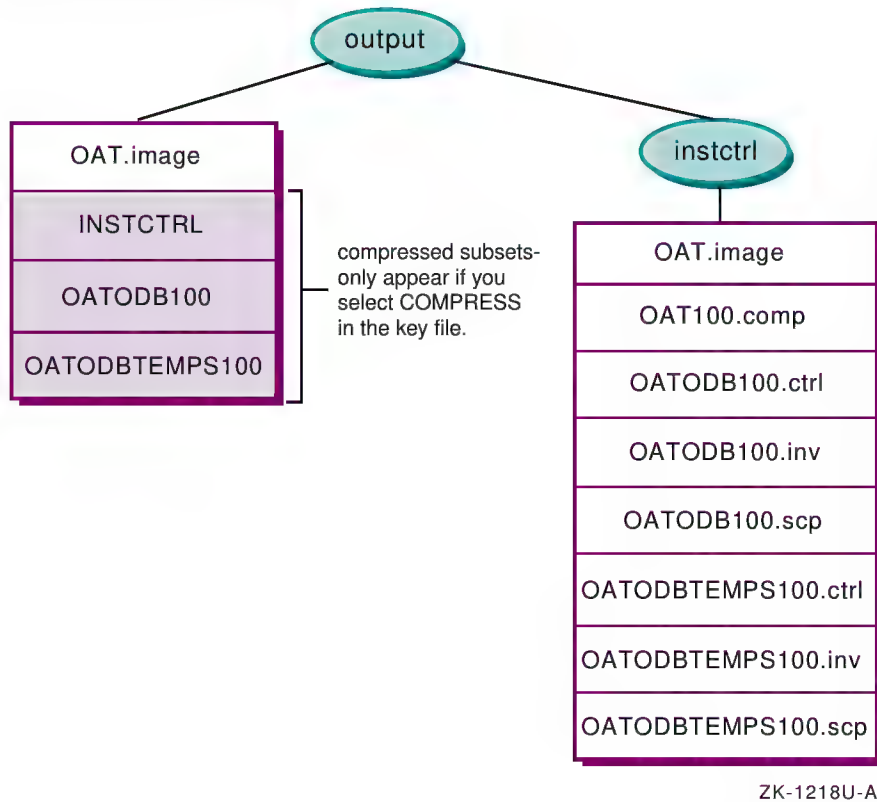 output
OAT.image
INSTCTRL
OATODB100
OATODBTEMPS100
compressed subsets-
only appear if you
select COMPRESS
in the key file.
instctrl
OAT.image
OAT100.comp
OATODB100.ctrl
OATODB100.inv
OATODB100.scp
OATODBTEMPS100.ctrl
OATODBTEMPS100.inv
OATODBTEMPS100.scp
ZK-1218U-A